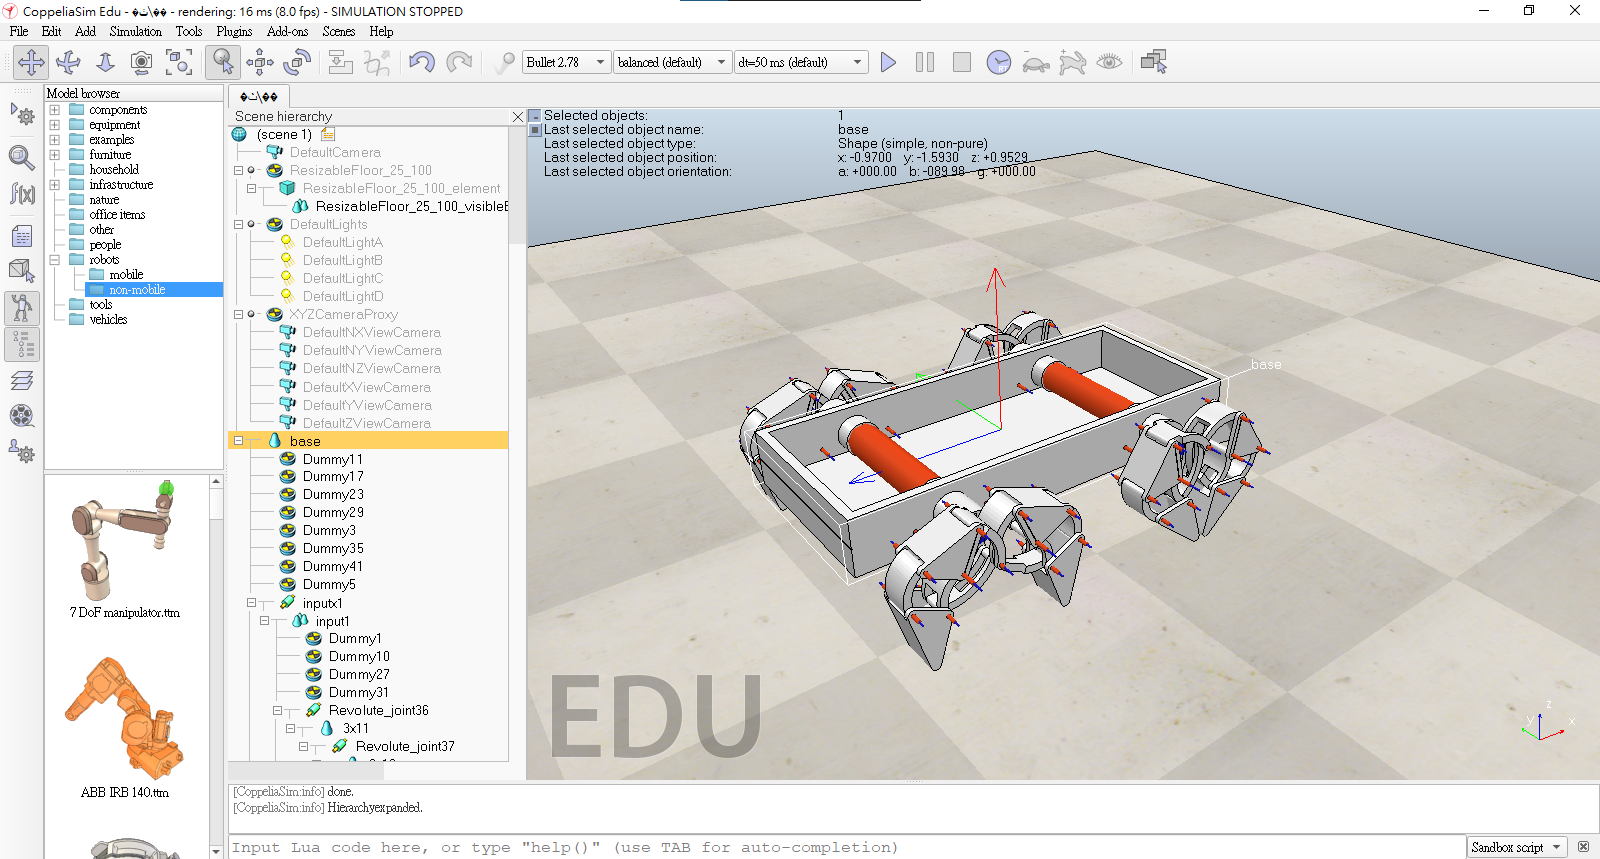 CoppeliaSim Edu - �ٿ\�� - rendering: 16 ms (8.0 fps) - SIMULATION STOPPED
File Edit Add Simulation Tools Plugins Add-ons Scenes Help
Bullet 2.78 balanced (default) dt=50 ms (default)
Model browser
components
equipment
examples
furniture
household
infrastructure
nature
office items
other
people
robots
mobile
non-mobile
tools
vehicles
7 DoF manipulator.ttm
ABB IRB 140.ttm
Scene hierarchy
(scene 1)
DefaultCamera
ResizableFloor_25_100
ResizableFloor_25_100_element
ResizableFloor_25_100_visibleE
DefaultLights
DefaultLightA
DefaultLightB
DefaultLightC
DefaultLightD
XYZCameraProxy
DefaultNXViewCamera
DefaultNYViewCamera
DefaultNZViewCamera
DefaultXViewCamera
DefaultYViewCamera
DefaultZViewCamera
base
Dummy11
Dummy17
Dummy23
Dummy29
Dummy3
Dummy35
Dummy41
Dummy5
inputx1
input1
Dummy1
Dummy10
Dummy27
Dummy31
Revolute_joint36
3x11
Revolute_joint37
Selected objects: 1
Last selected object name: base
Last selected object type: Shape (simple, non-pure)
Last selected object position: x: -0.9700 y: -1.5930 z: +0.9529
Last selected object orientation: a: +000.00 b: -089.98 g: +000.00
base
EDU
z
y
x
[CoppeliaSim:info] done.
[CoppeliaSim:info] Hierarchyexpanded.
Input Lua code here, or type "help()" (use TAB for auto-completion)
Sandbox script